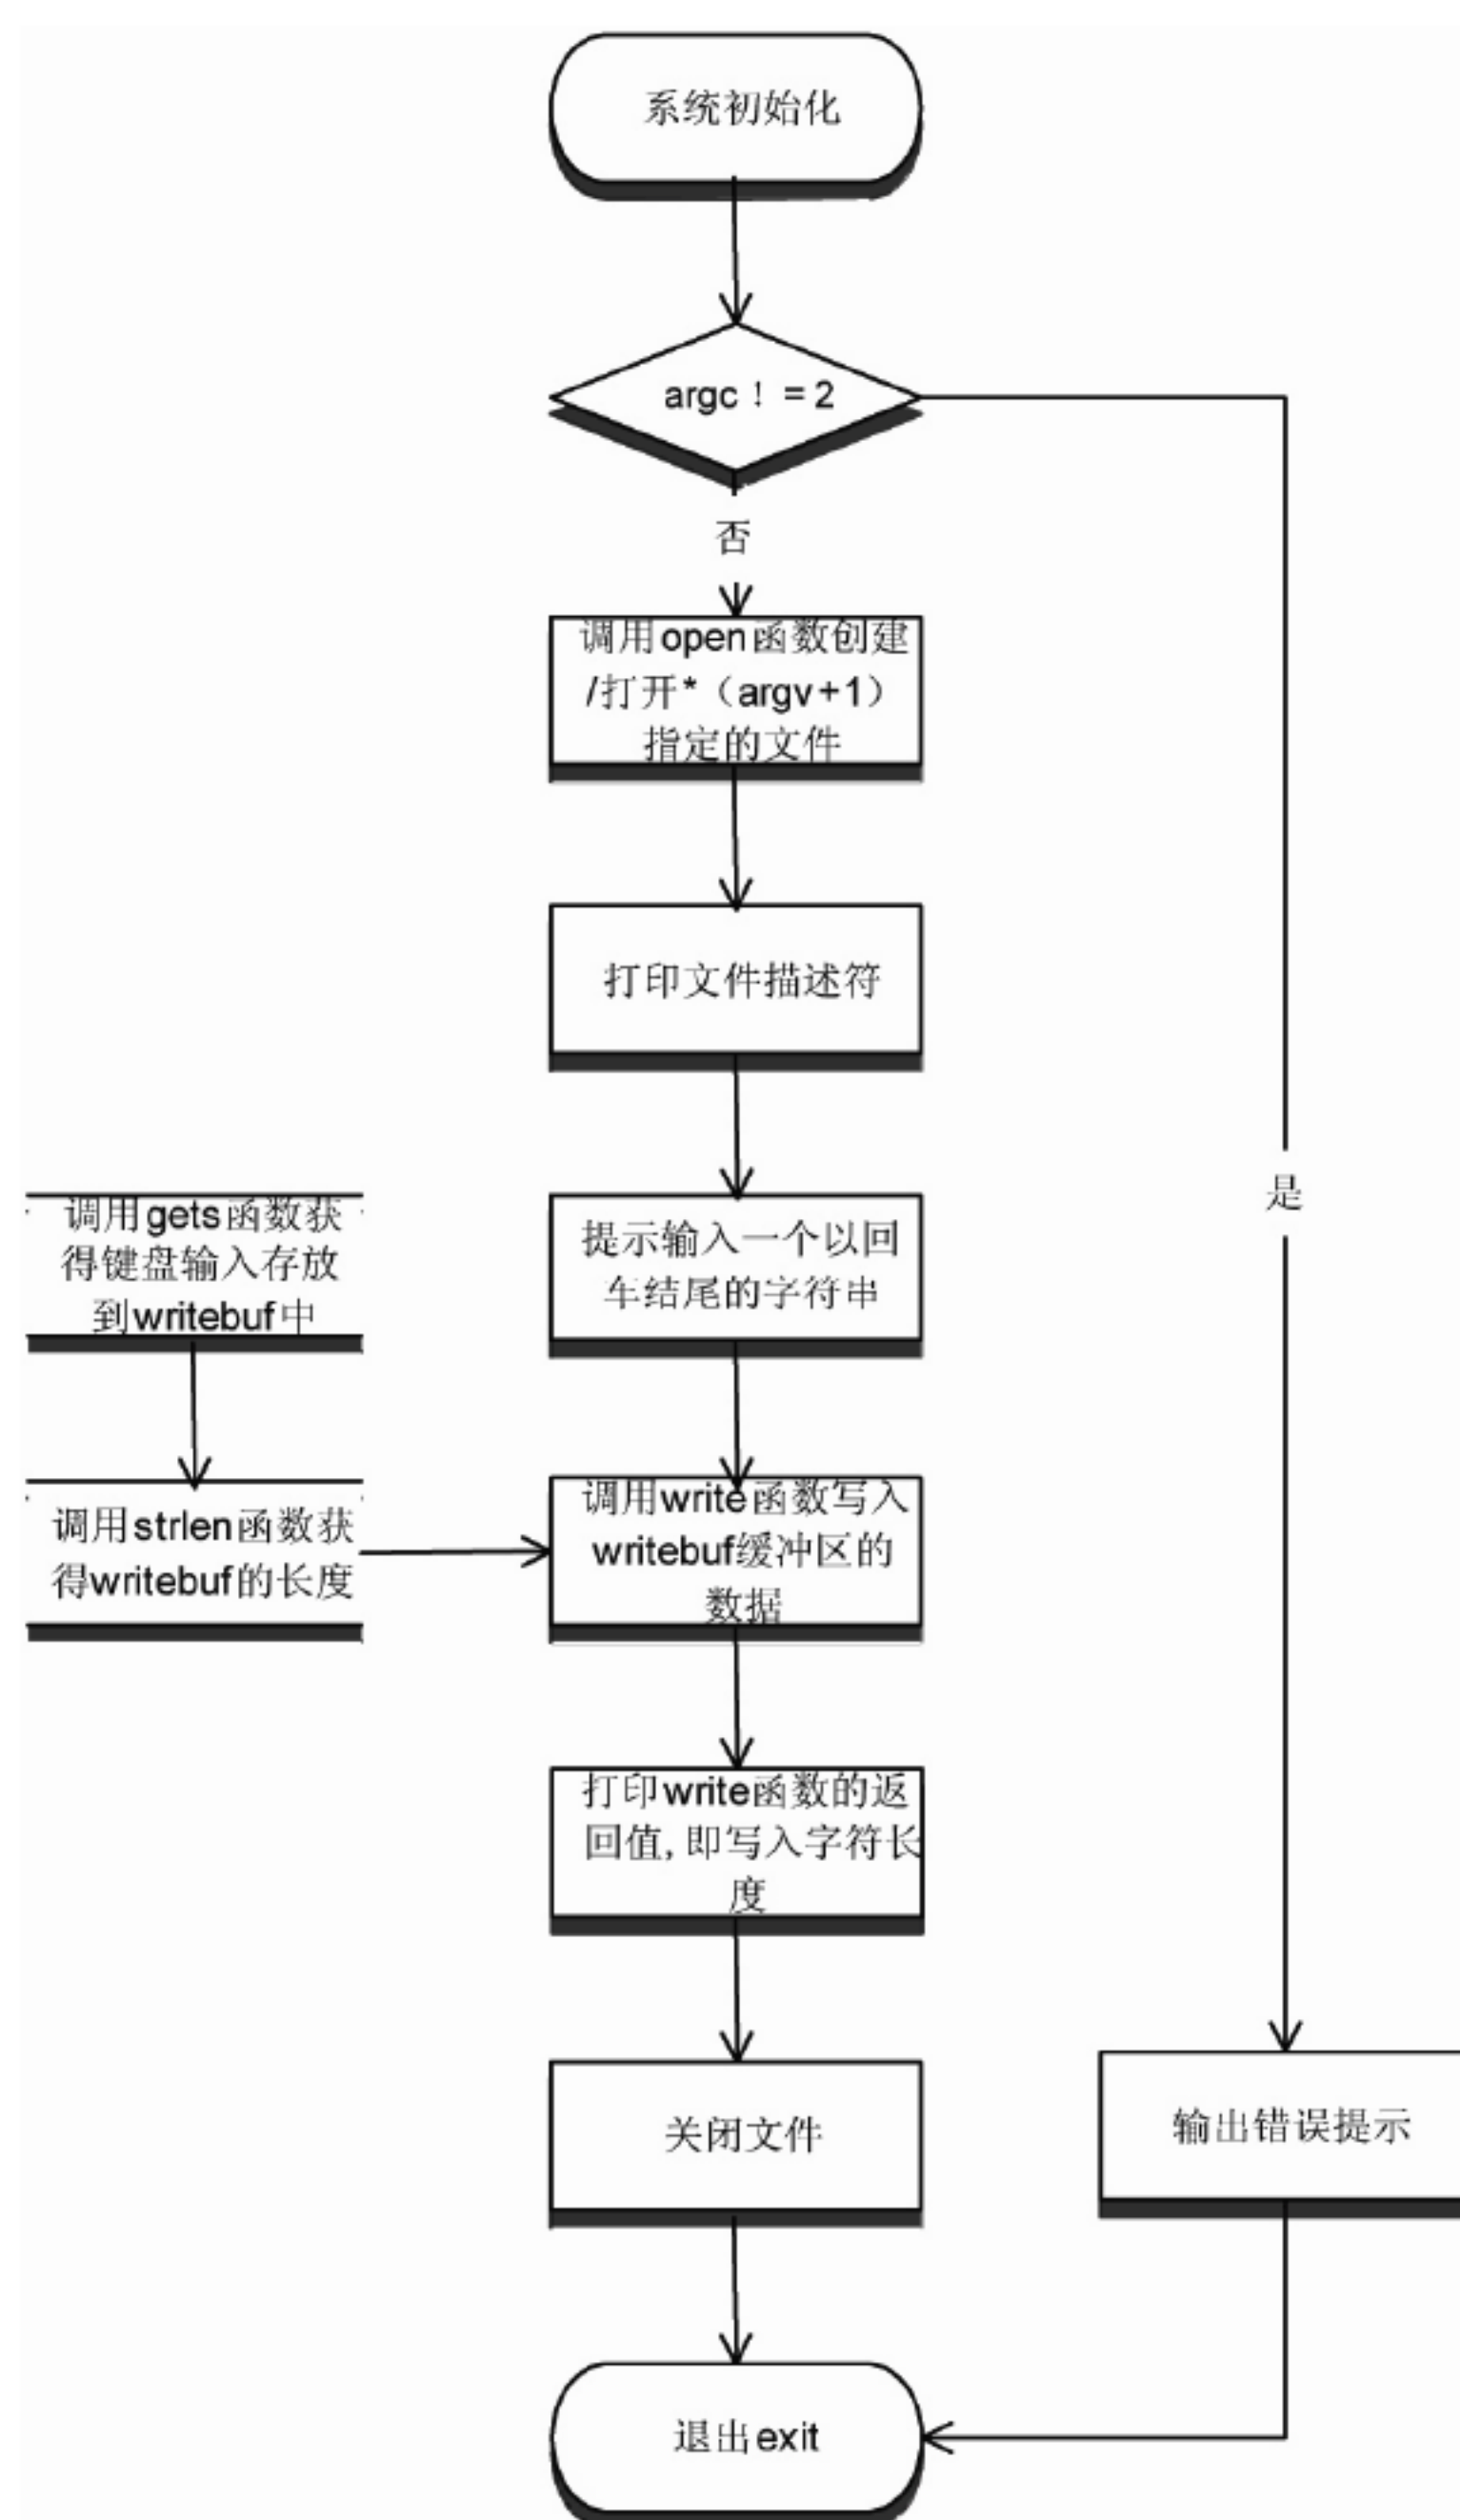 系统初始化
argc！=2
否
调用open函数创建
/打开*（argv+1）
指定的文件
打印文件描述符
是
调用gets函数获
得键盘输入存放
到writebuf中
提示输入一个以回
车结尾的字符串
调用strlen函数获
得writebuf的长度
调用write函数写入
writebuf缓冲区的
数据
打印write函数的返
回值,即写入字符长
度
关闭文件
输出错误提示
退出exit